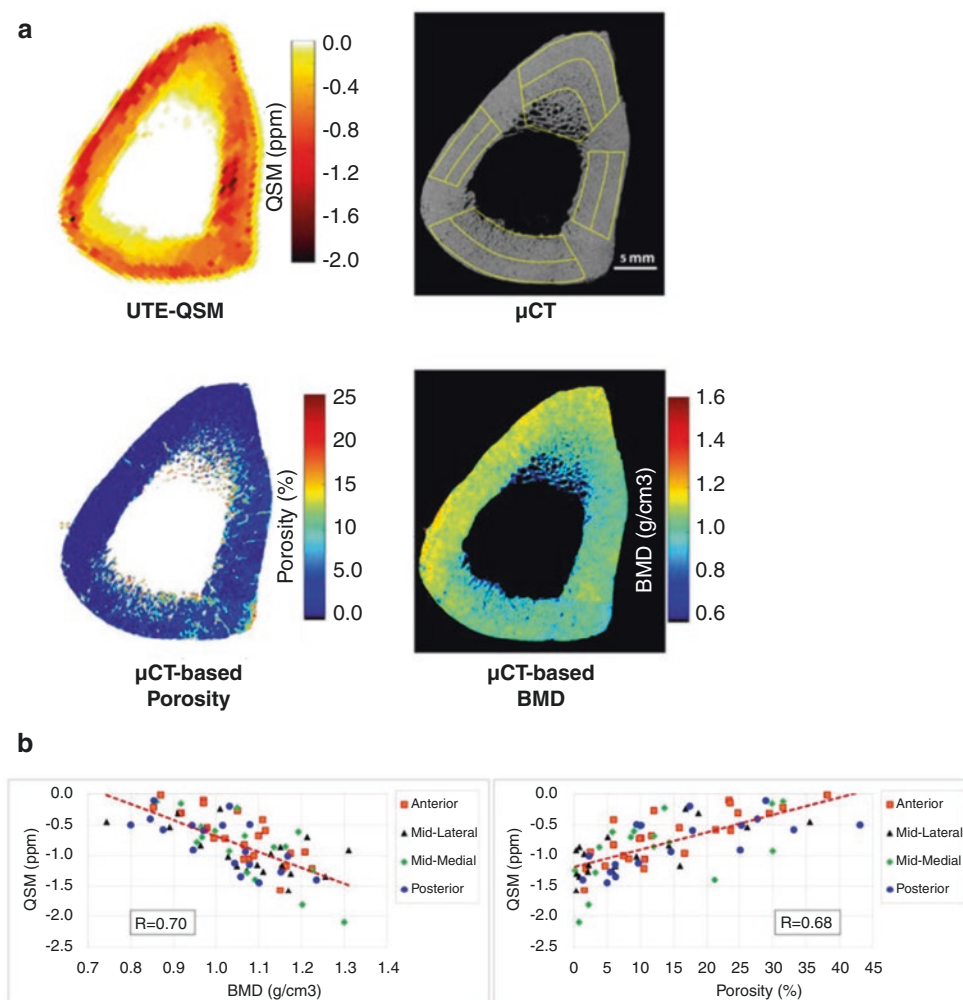 a
0.0
-0.4
-0.8
-1.2
-1.6
-2.0
QSM (ppm)
UTE-QSM
5 mm
µCT
25
20
15
10
5.0
0.0
Porosity (%)
µCT-based
Porosity
1.6
1.4
1.2
1.0
0.8
0.6
BMD (g/cm3)
µCT-based
BMD
b
0.0
-0.5
-1.0
-1.5
-2.0
-2.5
QSM (ppm)
R=0.70
0.7 0.8 0.9 1.0 1.1 1.2 1.3 1.4
BMD (g/cm3)
Anterior
Mid-Lateral
Mid-Medial
Posterior
0.0
-0.5
-1.0
-1.5
-2.0
-2.5
QSM (ppm)
R=0.68
0 5 10 15 20 25 30 35 40 45
Porosity (%)
Anterior
Mid-Lateral
Mid-Medial
Posterior